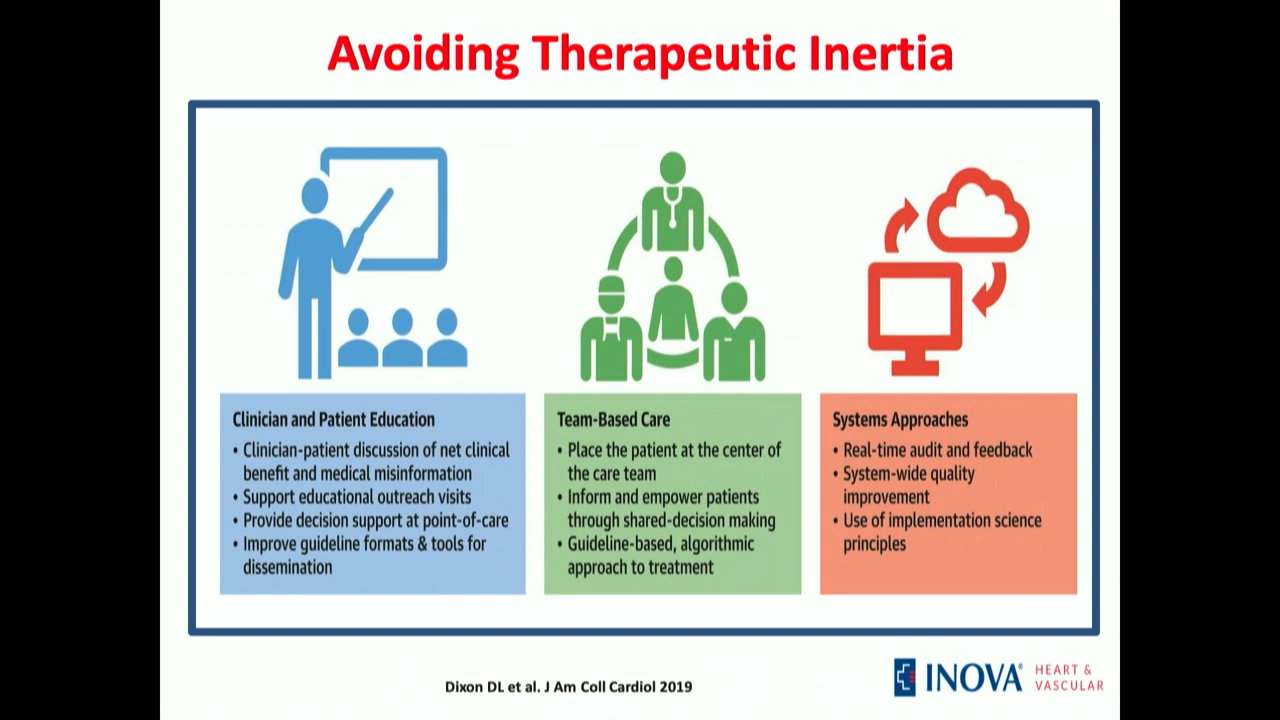 Avoiding Therapeutic Inertia
Clinician and Patient Education
• Clinician-patient discussion of net clinical
benefit and medical misinformation
• Support educational outreach visits
• Provide decision support at point-of-care
• Improve guideline formats & tools for
dissemination
Team-Based Care
• Place the patient at the center of
the care team
• Inform and empower patients
through shared-decision making
• Guideline-based, algorithmic
approach to treatment
Systems Approaches
• Real-time audit and feedback
• System-wide quality
improvement
• Use of implementation science
principles
Dixon DL et al. J Am Coll Cardiol 2019
INOVA®
HEART &
VASCULAR